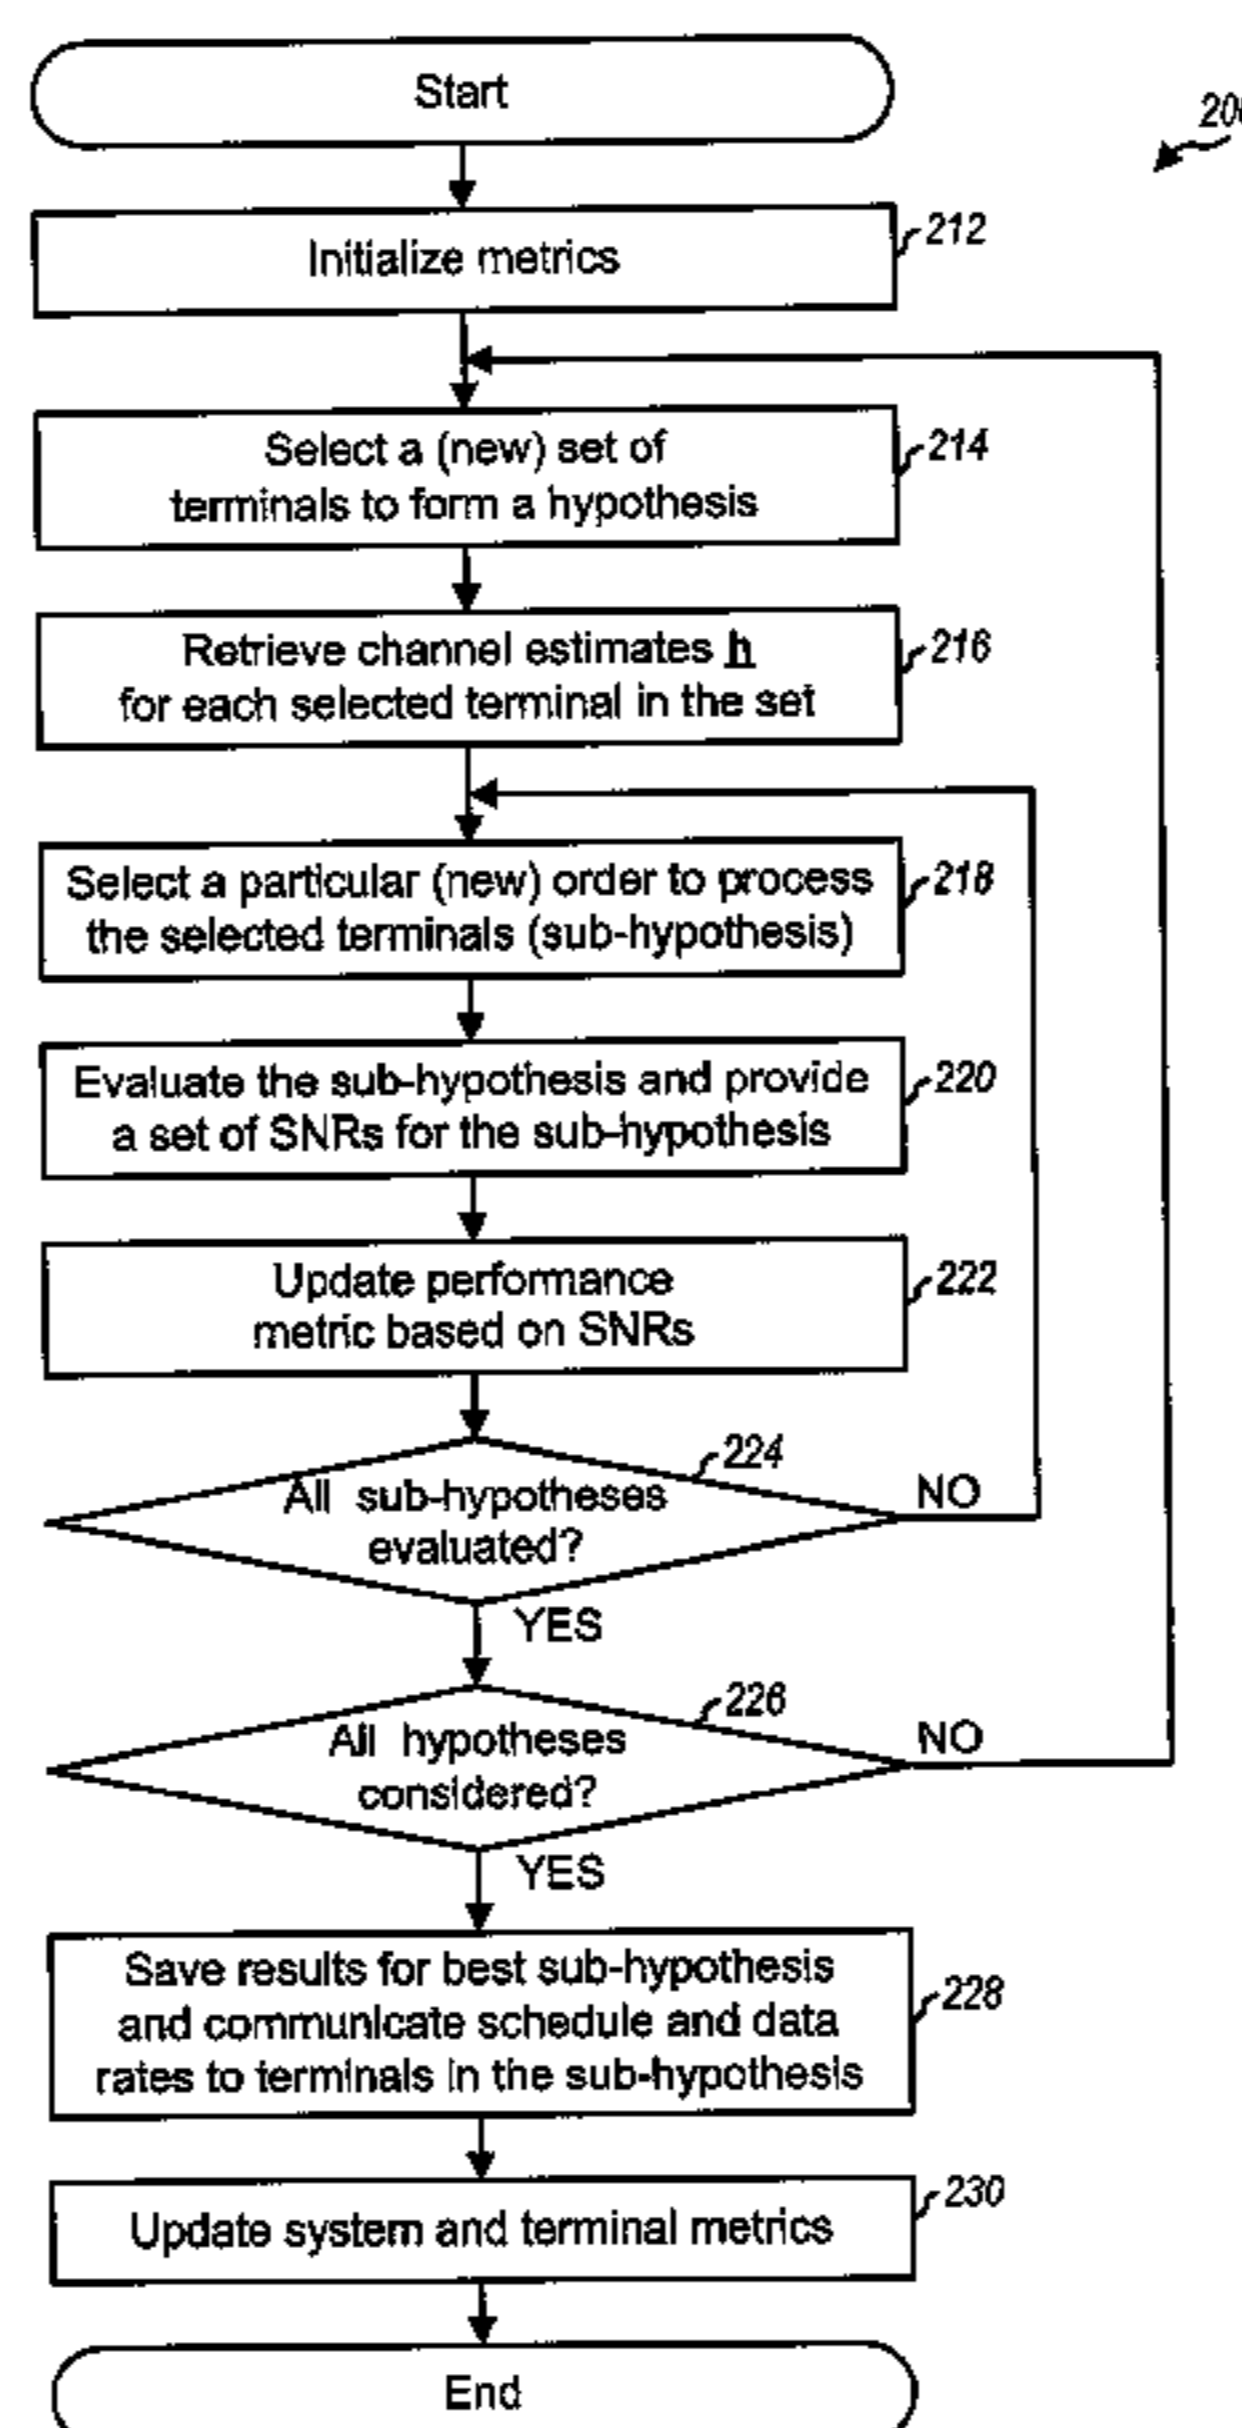 Start
212
Initialize metrics
214
Select a (new) set of
terminals to form a hypothesis
216
Retrieve channel estimates h
for each selected terminal in the set
218
Select a particular (new) order to process
the selected terminals (sub-hypothesis)
220
Evaluate the sub-hypothesis and provide
a set of SNRs for the sub-hypothesis
222
Update performance
metric based on SNRs
224
All sub-hypotheses
evaluated?
NO
YES
226
All hypotheses
considered?
NO
YES
228
Save results for best sub-hypothesis
and communicate schedule and data
rates to terminals in the sub-hypothesis
230
Update system and terminal metrics
End